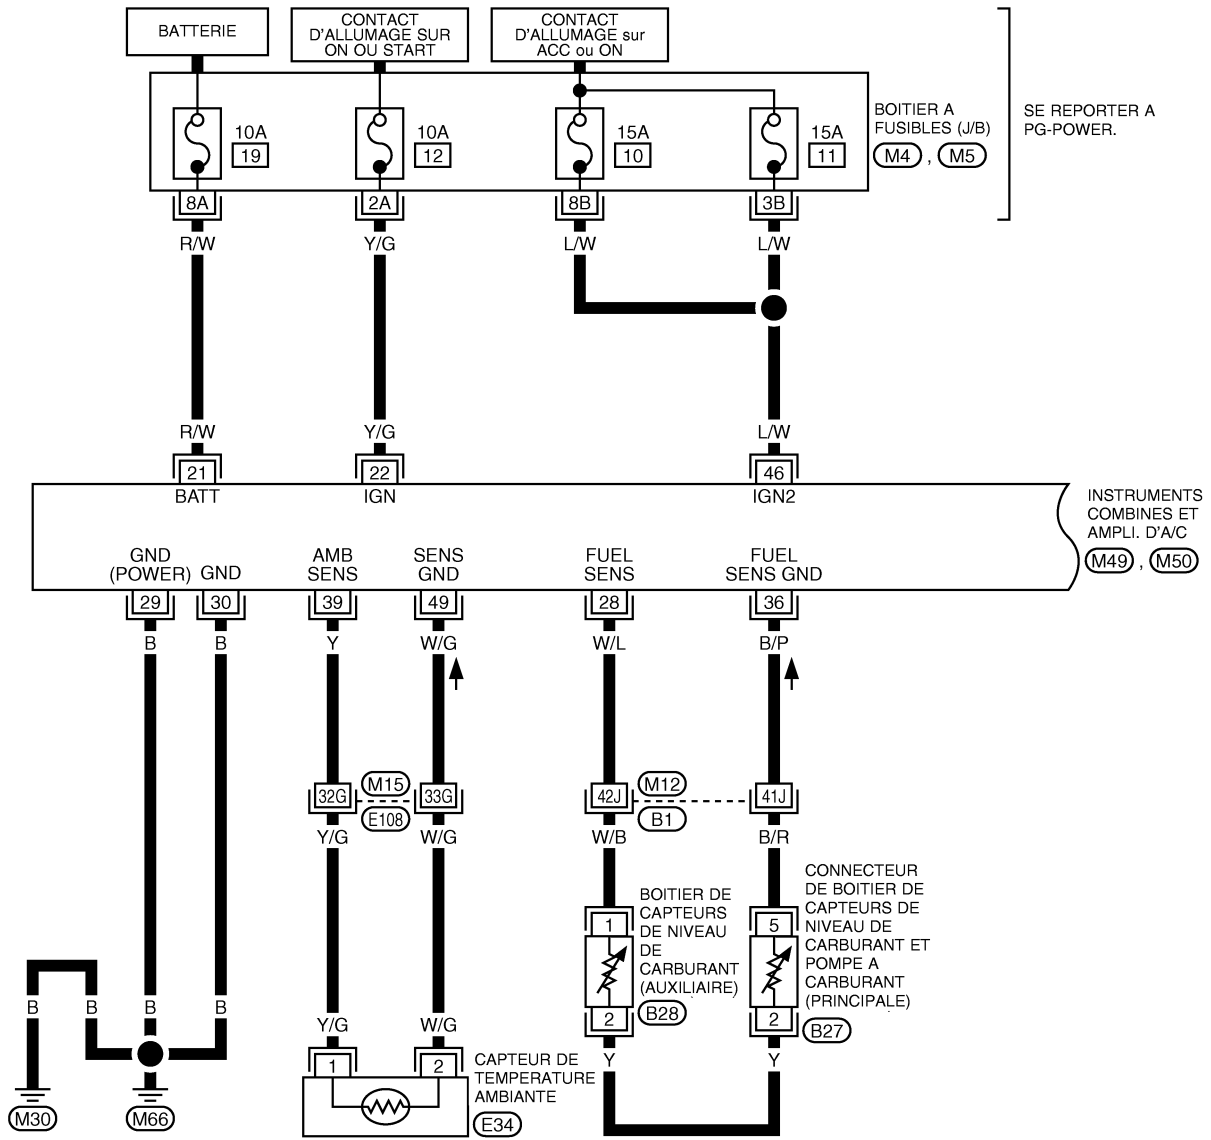 BATTERIE
CONTACT
D'ALLUMAGE SUR
ON OU START
CONTACT
D'ALLUMAGE sur
ACC ou ON
10A
19
10A
12
15A
10
15A
11
BOITIER A
FUSIBLES (J/B)
M4 , M5
SE REPORTER A
PG-POWER.
8A
2A
8B
3B
R/W
Y/G
L/W
L/W
R/W
Y/G
L/W
21
22
46
BATT
IGN
IGN2
INSTRUMENTS
COMBINES ET
AMPLI. D'A/C
M49 , M50
GND
(POWER)
GND
AMB
SENS
SENS
GND
FUEL
SENS
FUEL
SENS GND
29
30
39
49
28
36
B
B
Y
W/G
W/L
B/P
32G
M15
E108
33G
42J
M12
B1
41J
Y/G
W/G
W/B
B/R
BOITIER DE
CAPTEURS
DE NIVEAU
DE
CARBURANT
(AUXILIAIRE)
B28
CONNECTEUR
DE BOITIER DE
CAPTEURS DE
NIVEAU DE
CARBURANT ET
POMPE A
CARBURANT
(PRINCIPALE)
B27
1
5
2
2
B
B
B
B
Y/G
W/G
Y
Y
1
2
CAPTEUR DE
TEMPERATURE
AMBIANTE
E34
M30
M66